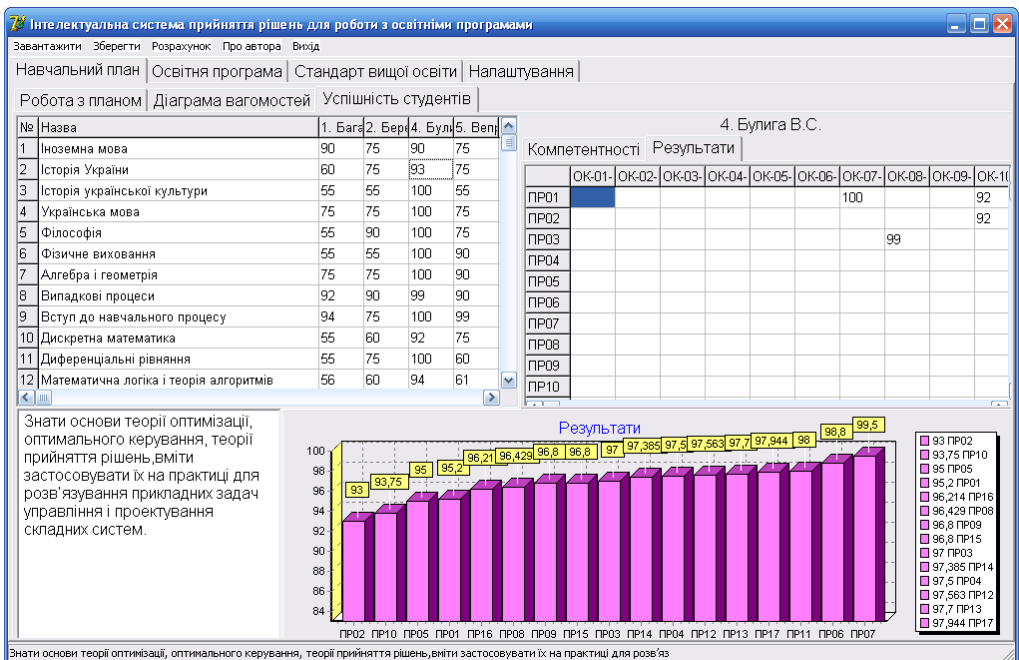 Інтелектуальна система прийняття рішень для роботи з освітніми програмами
Завантажити Зберегти Розрахунок Про автора Вихід
Навчальний план Освітня програма Стандарт вищої освіти Налаштування
Робота з планом Діаграма вагомостей Успішність студентів
№ Назва 1. Бага 2. Бере 4. Були 5. Вепр
1 Іноземна мова 90 75 90 75
2 Історія України 60 75 93 75
3 Історія української культури 55 55 100 55
4 Українська мова 75 75 100 75
5 Філософія 55 90 100 75
6 Фізичне виховання 55 55 100 90
7 Алгебра і геометрія 75 75 100 90
8 Випадкові процеси 92 90 99 90
9 Вступ до навчального процесу 94 75 100 99
10 Дискретна математика 55 60 92 75
11 Диференціальні рівняння 55 75 100 60
12 Математична логіка і теорія алгоритмів 56 60 94 61
4. Булига В.С.
Компетентності Результати
ОК-01- ОК-02- ОК-03- ОК-04- ОК-05- ОК-06- ОК-07- ОК-08- ОК-09- ОК-10
ПР01 100 92
ПР02 92
ПР03 99
ПР04
ПР05
ПР06
ПР07
ПР08
ПР09
ПР10
Знати основи теорії оптимізації,
оптимального керування, теорії
прийняття рішень,вміти
застосовувати їх на практиці для
розв'язування прикладних задач
управління і проектування
складних систем.
Результати
100
98
96
94
92
90
88
86
84
93 93,75 95 95,2 96,21 96,429 96,8 96,8 97 97,385 97,5 97,563 97,7 97,944 98 98,8 99,5
ПР02 ПР10 ПР05 ПР01 ПР16 ПР08 ПР09 ПР15 ПР03 ПР14 ПР04 ПР12 ПР13 ПР17 ПР11 ПР06 ПР07
93 ПР02
93,75 ПР10
95 ПР05
95,2 ПР01
96,214 ПР16
96,429 ПР08
96,8 ПР09
96,8 ПР15
97 ПР03
97,385 ПР14
97,5 ПР04
97,563 ПР12
97,7 ПР13
97,944 ПР17
Знати основи теорії оптимізації, оптимального керування, теорії прийняття рішень,вміти застосовувати їх на практиці для розв'яз